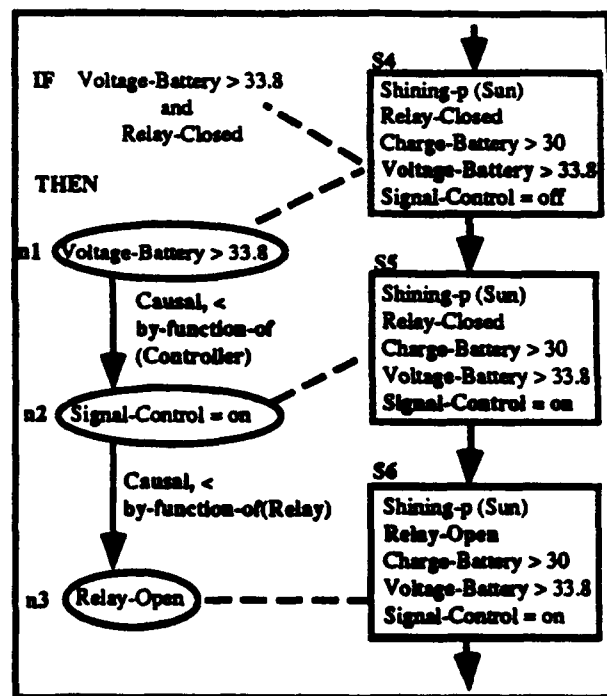 IF Voltage-Battery > 33.8
and
Relay-Closed
THEN
n1 Voltage-Battery > 33.8
Causal, <
by-function-of
(Controller)
n2 Signal-Control = on
Causal, <
by-function-of(Relay)
n3 Relay-Open
S4
Shining-p (Sun)
Relay-Closed
Charge-Battery > 30
Voltage-Battery > 33.8
Signal-Control = off
S5
Shining-p (Sun)
Relay-Closed
Charge-Battery > 30
Voltage-Battery > 33.8
Signal-Control = on
S6
Shining-p (Sun)
Relay-Open
Charge-Battery > 30
Voltage-Battery > 33.8
Signal-Control = on